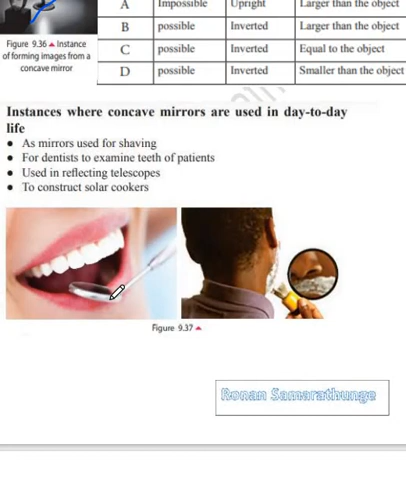 A Impossible Upright Larger than the object
B possible Inverted Larger than the object
Figure 9.36 ▲ Instance
of forming images from a
concave mirror
C possible Inverted Equal to the object
D possible Inverted Smaller than the object
Instances where concave mirrors are used in day-to-day
life
• As mirrors used for shaving
• For dentists to examine teeth of patients
• Used in reflecting telescopes
• To construct solar cookers
Figure 9.37 ▲
Ronan Samarathunge